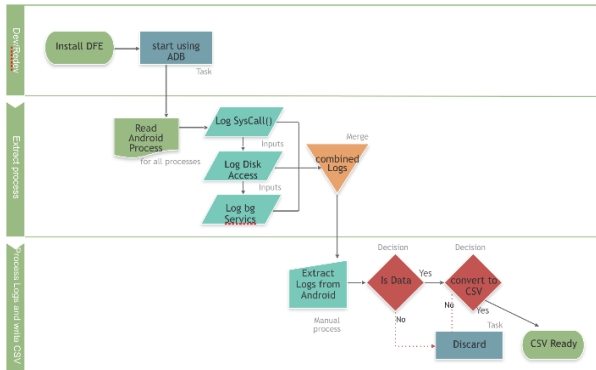 Dev/Redev
Install DFE
start using
ADB
Task
Extract process
Read
Android
Process
for all processes
Log SysCall()
Inputs
Log Disk
Access
Inputs
Log bg
Servics
Merge
combined
Logs
Process Logs and write CSV
Extract
Logs from
Android
Manual
process
Decision
Is Data
Yes
No
Decision
convert to
CSV
No
Yes
Task
Discard
CSV Ready